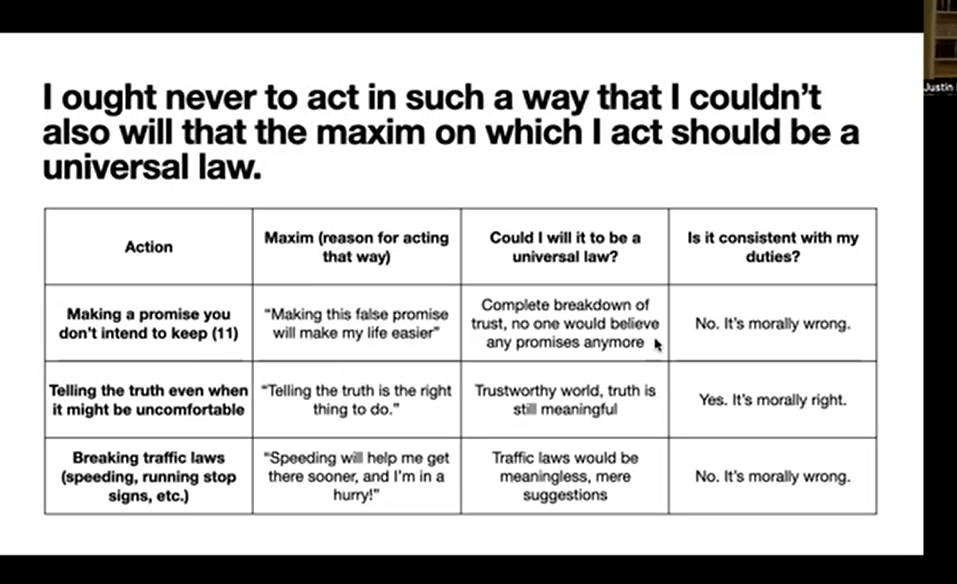 I ought never to act in such a way that I couldn't
also will that the maxim on which I act should be a
universal law.
Action
Maxim (reason for acting
that way)
Could I will it to be a
universal law?
Is it consistent with my
duties?
Making a promise you
don't intend to keep (11)
"Making this false promise
will make my life easier"
Complete breakdown of
trust, no one would believe
any promises anymore
No. It's morally wrong.
Telling the truth even when
it might be uncomfortable
"Telling the truth is the right
thing to do."
Trustworthy world, truth is
still meaningful
Yes. It's morally right.
Breaking traffic laws
(speeding, running stop
signs, etc.)
"Speeding will help me get
there sooner, and I'm in a
hurry!"
Traffic laws would be
meaningless, mere
suggestions
No. It's morally wrong.
Justin